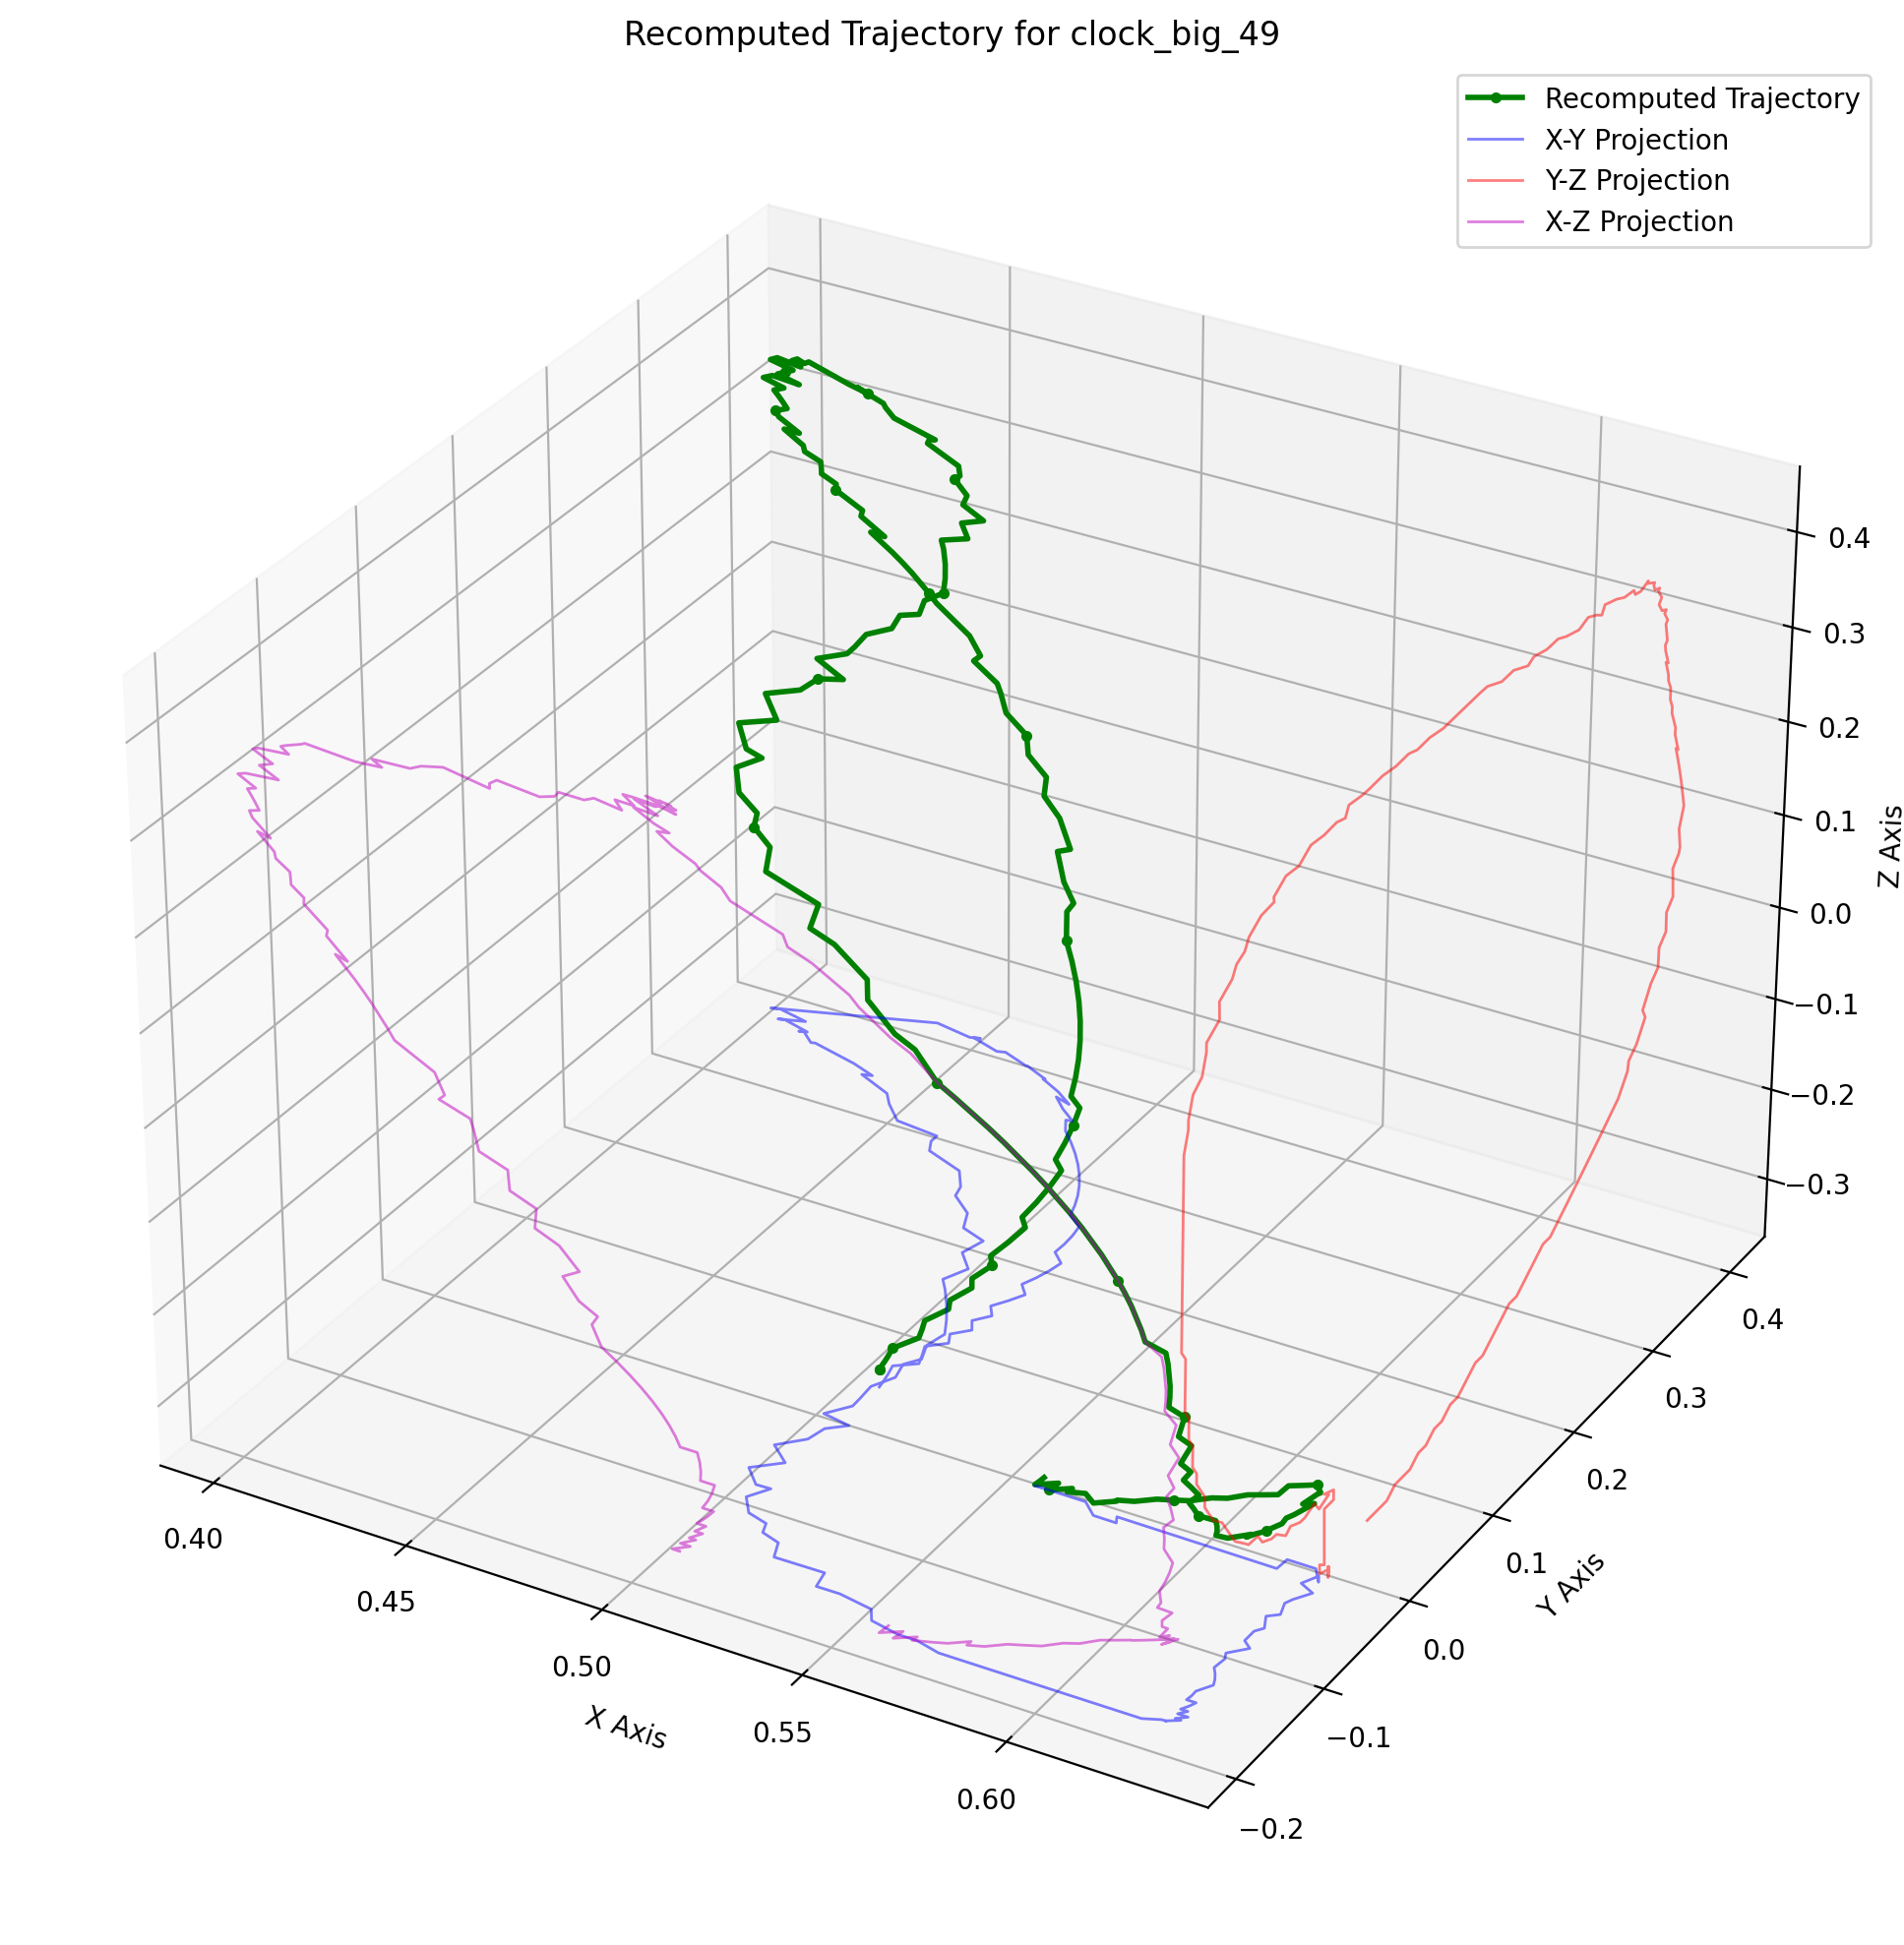 Recomputed Trajectory for clock_big_49
Recomputed Trajectory
X-Y Projection
Y-Z Projection
X-Z Projection
0.4
0.3
0.2
0.1
0.0
−0.1
−0.2
−0.3
Z Axis
0.4
0.3
0.2
0.1
0.0
−0.1
−0.2
Y Axis
0.40
0.45
0.50
0.55
0.60
X Axis